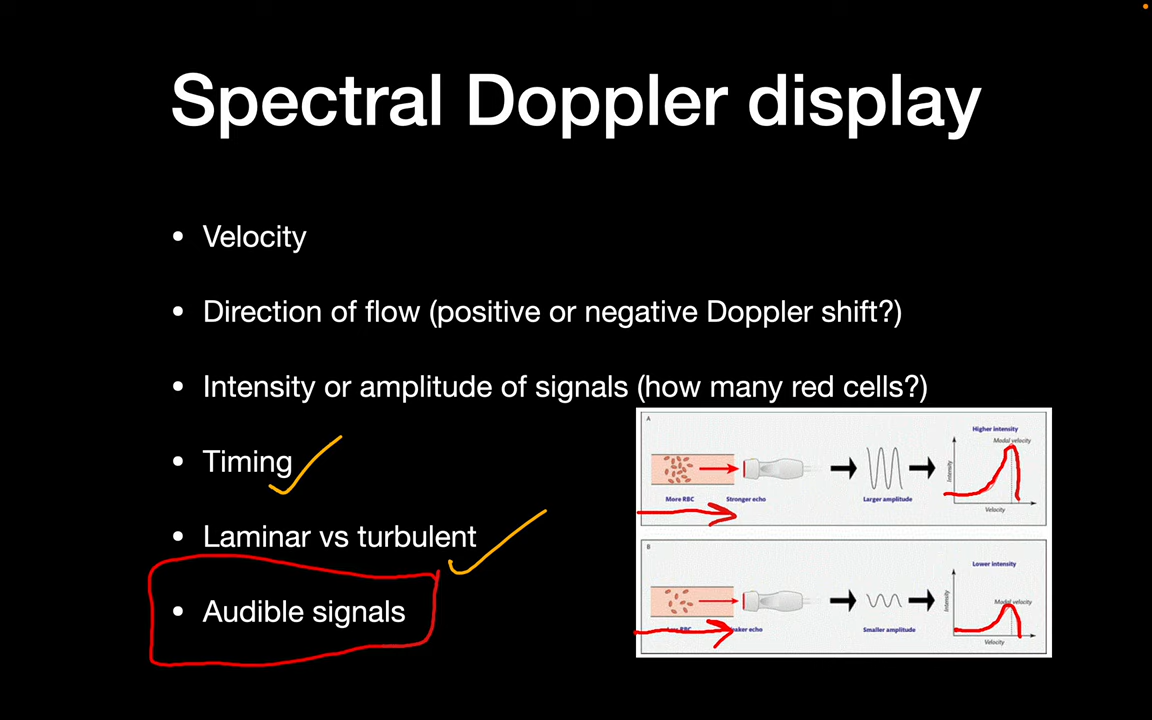 Spectral Doppler display
• Velocity
• Direction of flow (positive or negative Doppler shift?)
• Intensity or amplitude of signals (how many red cells?)
• Timing
• Laminar vs turbulent
• Audible signals
A
Higher intensity
Modal velocity
Intensity
More RBC
Stronger echo
Larger amplitude
Velocity
B
Lower intensity
Modal velocity
Intensity
RBC
echo
Smaller amplitude
Velocity